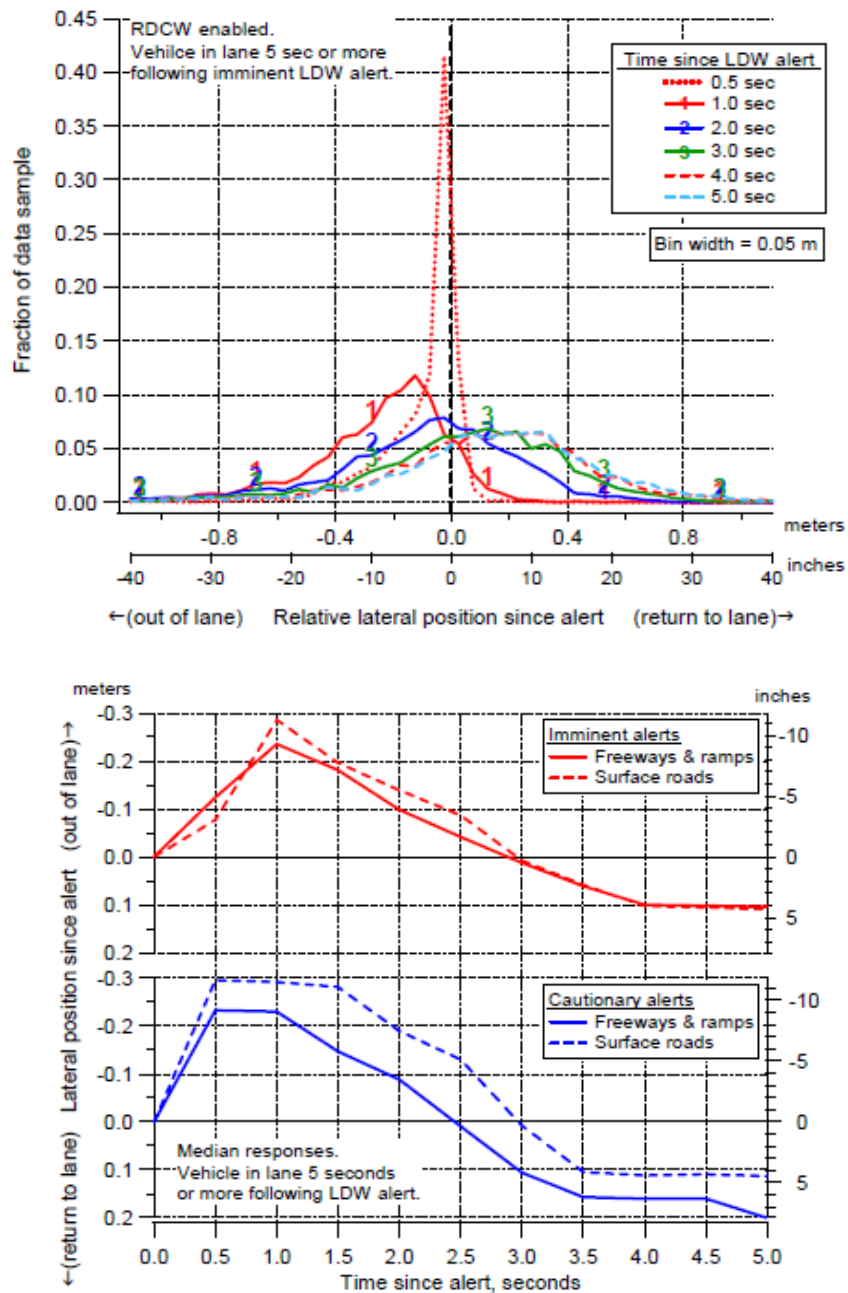 RDCW enabled.
Vehilce in lane 5 sec or more
following imminent LDW alert.
Time since LDW alert
0.5 sec
1 1.0 sec
2 2.0 sec
3 3.0 sec
4.0 sec
5.0 sec
Bin width = 0.05 m
Fraction of data sample
0.45
0.40
0.45
0.30
0.25
0.20
0.15
0.10
0.05
0.00
1 1 1
2 2 2 2 2
3 3 3 3
-0.8 -0.4 0.0 0.4 0.8 meters
-40 -30 -20 -10 0 10 20 30 40 inches
←(out of lane) Relative lateral position since alert (return to lane)→
meters
inches
-0.3
-0.2
-0.1
0.0
0.1
0.2
-10
-5
0
5
Imminent alerts
Freeways & ramps
Surface roads
←(return to lane) Lateral position since alert (out of lane)→
-0.3
-0.2
-0.1
0.0
0.1
0.2
-10
-5
0
5
Cautionary alerts
Freeways & ramps
Surface roads
Median responses.
Vehicle in lane 5 seconds
or more following LDW alert.
0.0 0.5 1.0 1.5 2.0 2.5 3.0 3.5 4.0 4.5 5.0
Time since alert, seconds